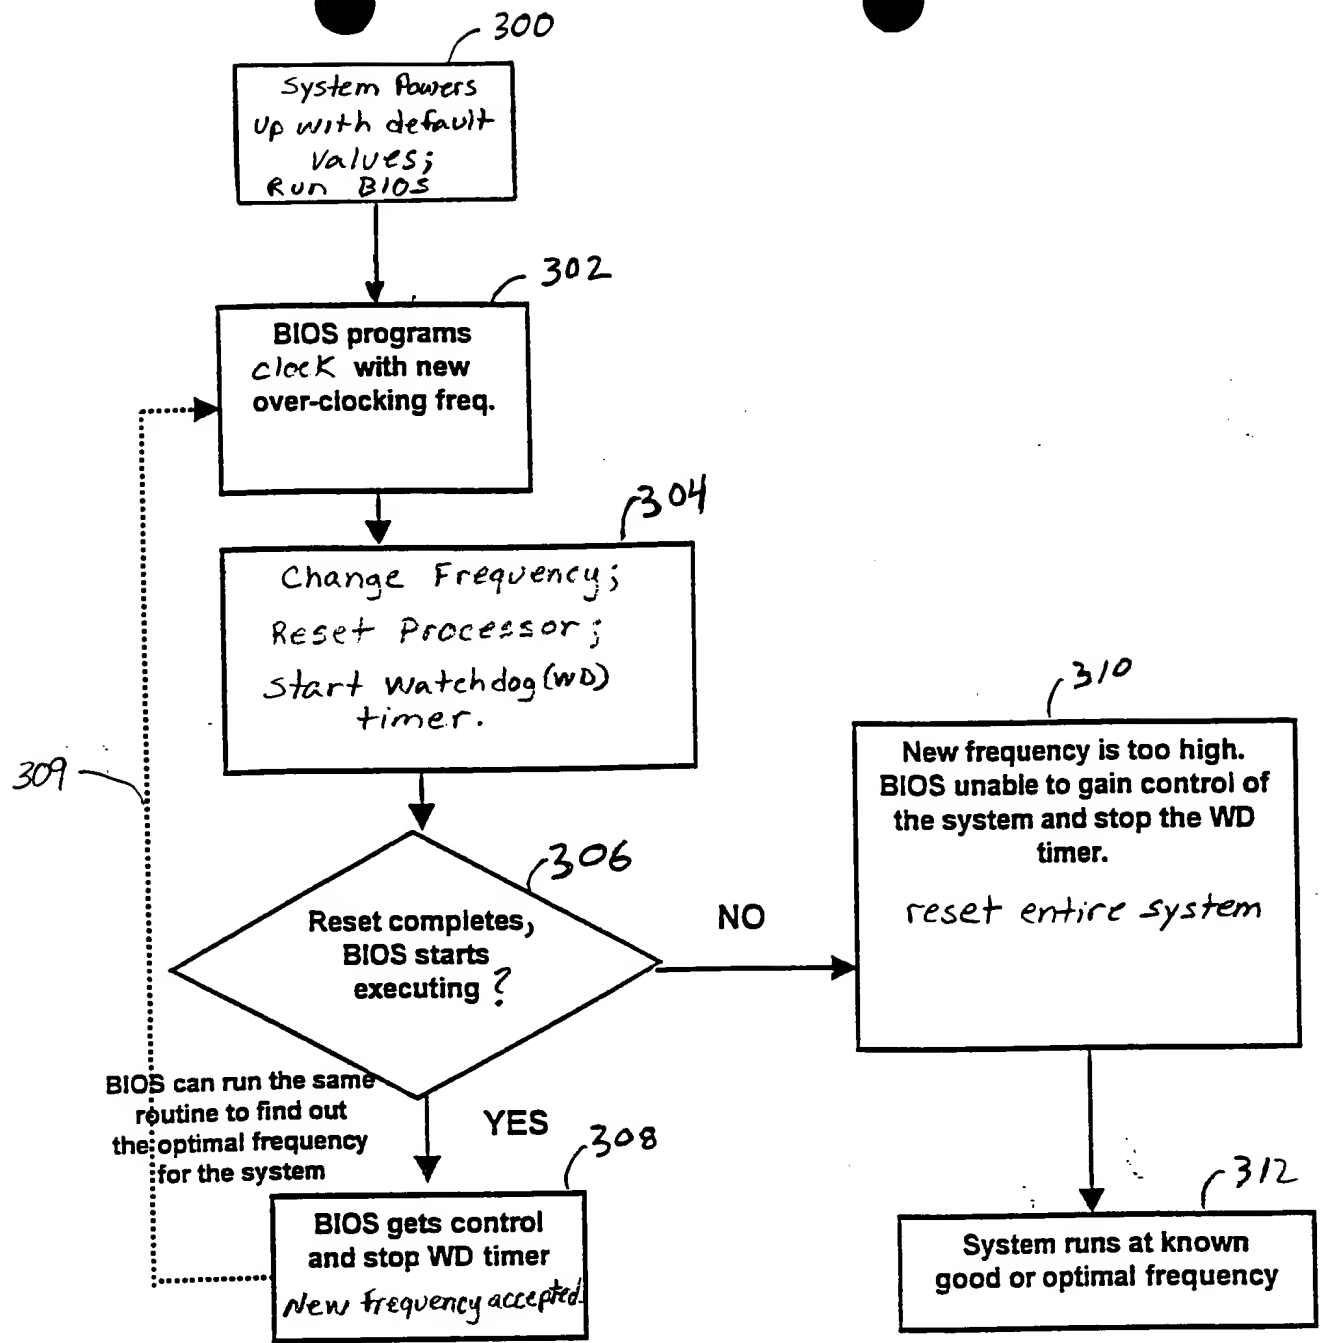 300
System Powers
Up with default
Values;
Run BIOS
302
BIOS programs
clock with new
over-clocking freq.
304
Change Frequency;
Reset Processor;
Start Watchdog (WD)
timer.
309
306
Reset completes,
BIOS starts
executing ?
NO
310
New frequency is too high.
BIOS unable to gain control of
the system and stop the WD
timer.
reset entire system
BIOS can run the same
routine to find out
the optimal frequency
for the system
YES
308
BIOS gets control
and stop WD timer
New frequency accepted.
312
System runs at known
good or optimal frequency